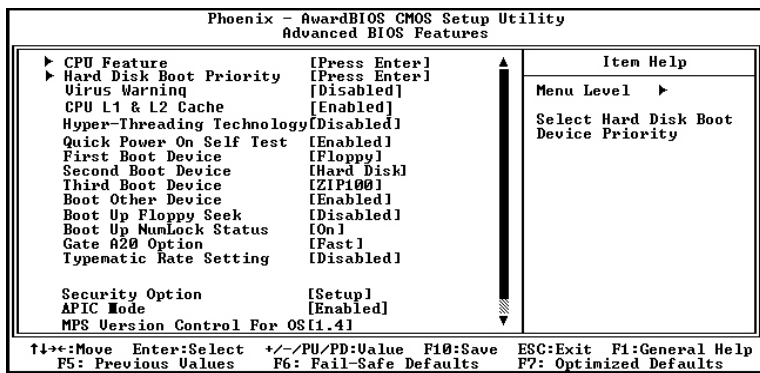 Phoenix - AwardBIOS CMOS Setup Utility
Advanced BIOS Features
CPU Feature [Press Enter]
Hard Disk Boot Priority [Press Enter]
Virus Warning [Disabled]
CPU L1 & L2 Cache [Enabled]
Hyper-Threading Technology[Disabled]
Quick Power On Self Test [Enabled]
First Boot Device [Floppy]
Second Boot Device [Hard Disk]
Third Boot Device [ZIP100]
Boot Other Device [Enabled]
Boot Up Floppy Seek [Disabled]
Boot Up NumLock Status [On]
Gate A20 Option [Fast]
Typematic Rate Setting [Disabled]
Security Option [Setup]
APIC Mode [Enabled]
MPS Version Control For OS[1.4]
Item Help
Menu Level ►
Select Hard Disk Boot
Device Priority
↑↓→←:Move Enter:Select +/-/PU/PD:Value F10:Save ESC:Exit F1:General Help
F5: Previous Values F6: Fail-Safe Defaults F7: Optimized Defaults